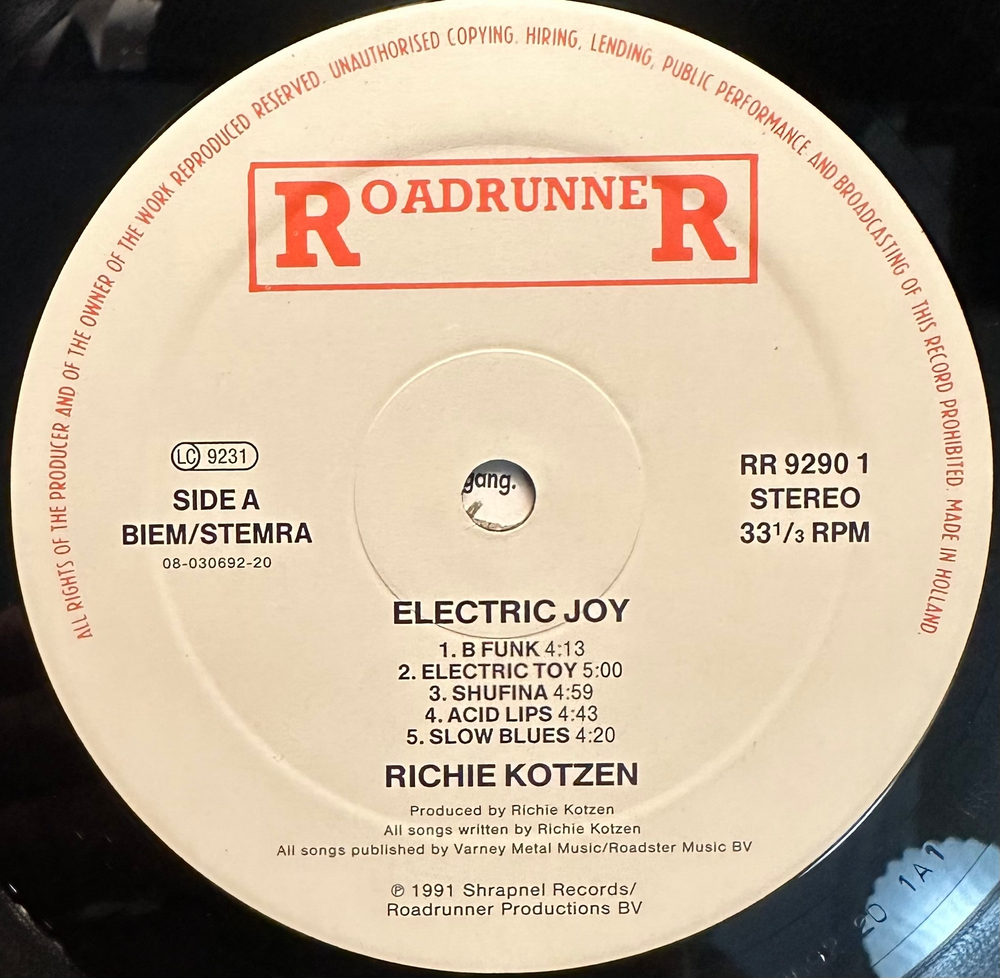 ALL RIGHTS OF THE PRODUCER AND OF THE OWNER OF THE WORK REPRODUCED RESERVED. UNAUTHORISED COPYING. HIRING, LENDING, PUBLIC PERFORMANCE AND BROADCASTING OF THIS RECORD PROHIBITED. MADE IN HOLLAND.
ROADRUNNER
LC 9231
SIDE A
BIEM/STEMRA
08-030692-20
RR 9290 1
STEREO
33 1/3 RPM
gang.
ELECTRIC JOY
1. B FUNK 4:13
2. ELECTRIC TOY 5:00
3. SHUFINA 4:59
4. ACID LIPS 4:43
5. SLOW BLUES 4:20
RICHIE KOTZEN
Produced by Richie Kotzen
All songs written by Richie Kotzen
All songs published by Varney Metal Music/Roadster Music BV
℗ 1991 Shrapnel Records/
Roadrunner Productions BV
1A1